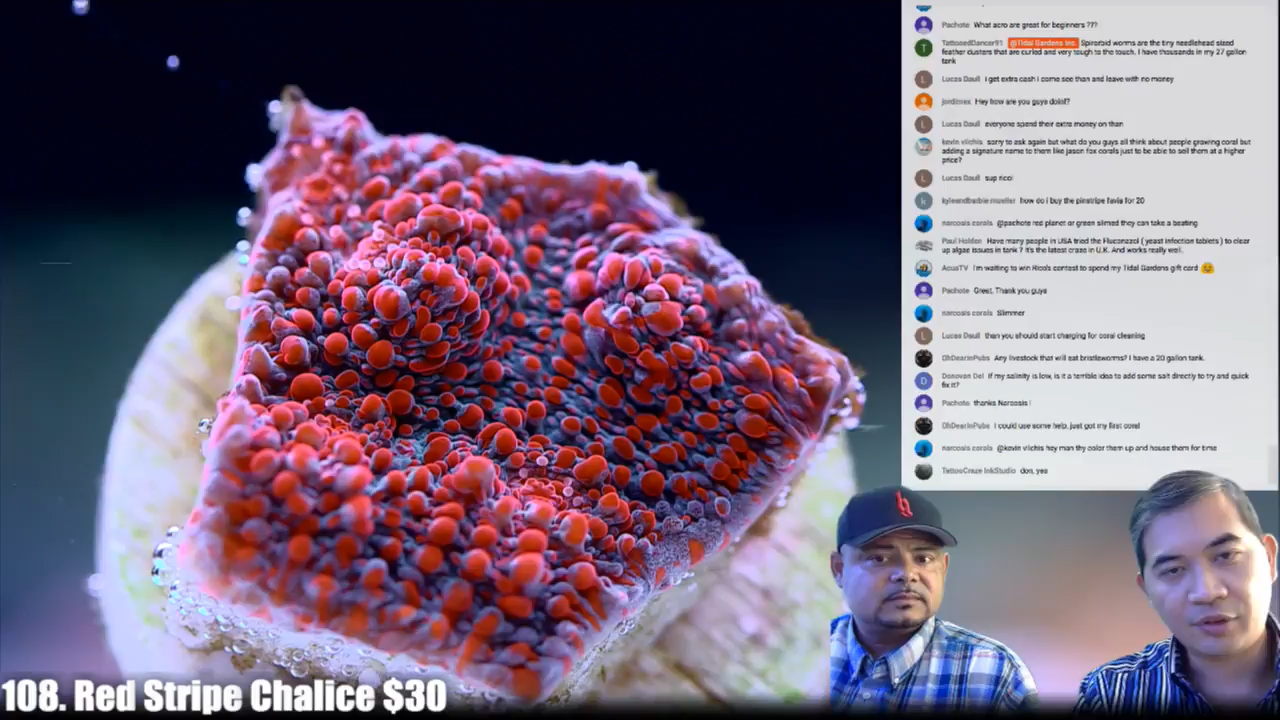 Pachote What acro are great for beginners ???
TattooedDancer91 @Tidal Gardens Inc. Spirorbid worms are the tiny needlehead sized
feather dusters that are curled and very tough to the touch. I have thousands in my 27 gallon
tank
Lucas Daull i get extra cash i come see than and leave with no money
jordimex Hey how are you guys doin!?
Lucas Daull everyone spend their extra money on than
kevin vilchis sorry to ask again but what do you guys all think about people growing coral but
adding a signature name to them like jason fox corals just to be able to sell them at a higher
price?
Lucas Daull sup rico!
kyleandbarbie mueller how do i buy the pinstripe favia for 20
narcosis corals @pachote red planet or green slimed they can take a beating
Paul Holden Have many people in USA tried the Fluconazol ( yeast infection tablets ) to clear
up algae issues in tank ? It's the latest craze in U.K. And works really well.
AcusTV I'm waiting to win Rico's contest to spend my Tidal Gardens gift card
Pachote Great, Thank you guys
narcosis corals Slimmer
Lucas Daull than you should start charging for coral cleaning
OhDearInPubs Any livestock that will eat bristleworms? I have a 20 gallon tank.
Donovan Del If my salinity is low, is it a terrible idea to add some salt directly to try and quick
fix it?
Pachote thanks Narcosis !
OhDearInPubs I could use some help, just got my first coral
narcosis corals @kevin vilchis hey man thy color them up and house them for time
TattooCraze InkStudio don, yes
108. Red Stripe Chalice $30